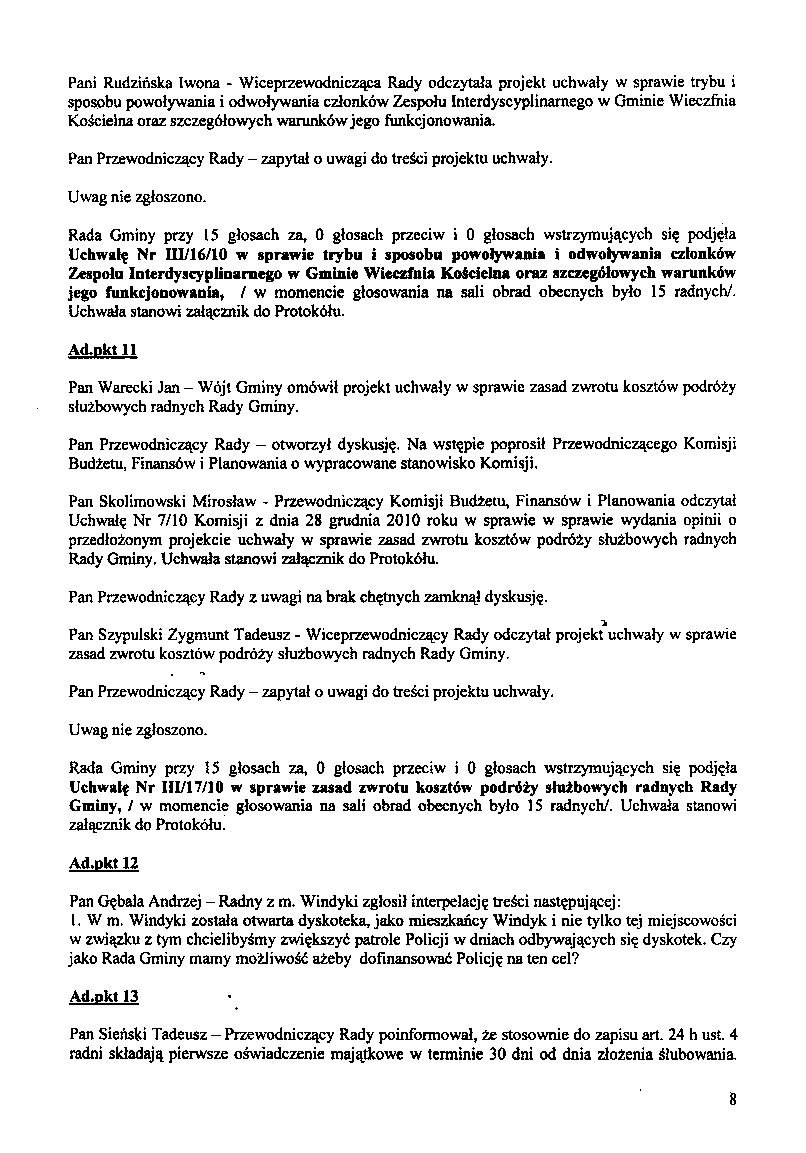 Pani Rudzińska Iwona - Wiceprzewodnicząca Rady odczytała projekt uchwały w sprawie trybu i
sposobu powoływania i odwoływania członków Zespołu Interdyscyplinarnego w Gminie Wieczfnia
Kościelna oraz szczegółowych warunków jego funkcjonowania.
Pan Przewodniczący Rady – zapytał o uwagi do treści projektu uchwały.
Uwag nie zgłoszono.
Rada Gminy przy 15 głosach za, 0 głosach przeciw i 0 głosach wstrzymujących się podjęła
Uchwałę Nr III/16/10 w sprawie trybu i sposobu powoływania i odwoływania członków
Zespołu Interdyscyplinarnego w Gminie Wieczfnia Kościelna oraz szczegółowych warunków
jego funkcjonowania, / w momencie głosowania na sali obrad obecnych było 15 radnych/.
Uchwała stanowi załącznik do Protokółu.
Ad.pkt 11
Pan Warecki Jan – Wójt Gminy omówił projekt uchwały w sprawie zasad zwrotu kosztów podróży
służbowych radnych Rady Gminy.
Pan Przewodniczący Rady – otworzył dyskusję. Na wstępie poprosił Przewodniczącego Komisji
Budżetu, Finansów i Planowania o wypracowane stanowisko Komisji.
Pan Skolimowski Mirosław - Przewodniczący Komisji Budżetu, Finansów i Planowania odczytał
Uchwałę Nr 7/10 Komisji z dnia 28 grudnia 2010 roku w sprawie w sprawie wydania opinii o
przedłożonym projekcie uchwały w sprawie zasad zwrotu kosztów podróży służbowych radnych
Rady Gminy. Uchwała stanowi załącznik do Protokółu.
Pan Przewodniczący Rady z uwagi na brak chętnych zamknął dyskusję.
Pan Szypulski Zygmunt Tadeusz - Wiceprzewodniczący Rady odczytał projekt uchwały w sprawie
zasad zwrotu kosztów podróży służbowych radnych Rady Gminy.
Pan Przewodniczący Rady – zapytał o uwagi do treści projektu uchwały.
Uwag nie zgłoszono.
Rada Gminy przy 15 głosach za, 0 głosach przeciw i 0 głosach wstrzymujących się podjęła
Uchwałę Nr III/17/10 w sprawie zasad zwrotu kosztów podróży służbowych radnych Rady
Gminy, / w momencie głosowania na sali obrad obecnych było 15 radnych/. Uchwała stanowi
załącznik do Protokółu.
Ad.pkt 12
Pan Gębala Andrzej – Radny z m. Windyki zgłosił interpelację treści następującej:
1. W m. Windyki została otwarta dyskoteka, jako mieszkańcy Windyk i nie tylko tej miejscowości
w związku z tym chcielibyśmy zwiększyć patrole Policji w dniach odbywających się dyskotek. Czy
jako Rada Gminy mamy możliwość ażeby dofinansować Policję na ten cel?
Ad.pkt 13
Pan Sieński Tadeusz – Przewodniczący Rady poinformował, że stosownie do zapisu art. 24 h ust. 4
radni składają pierwsze oświadczenie majątkowe w terminie 30 dni od dnia złożenia ślubowania.
8